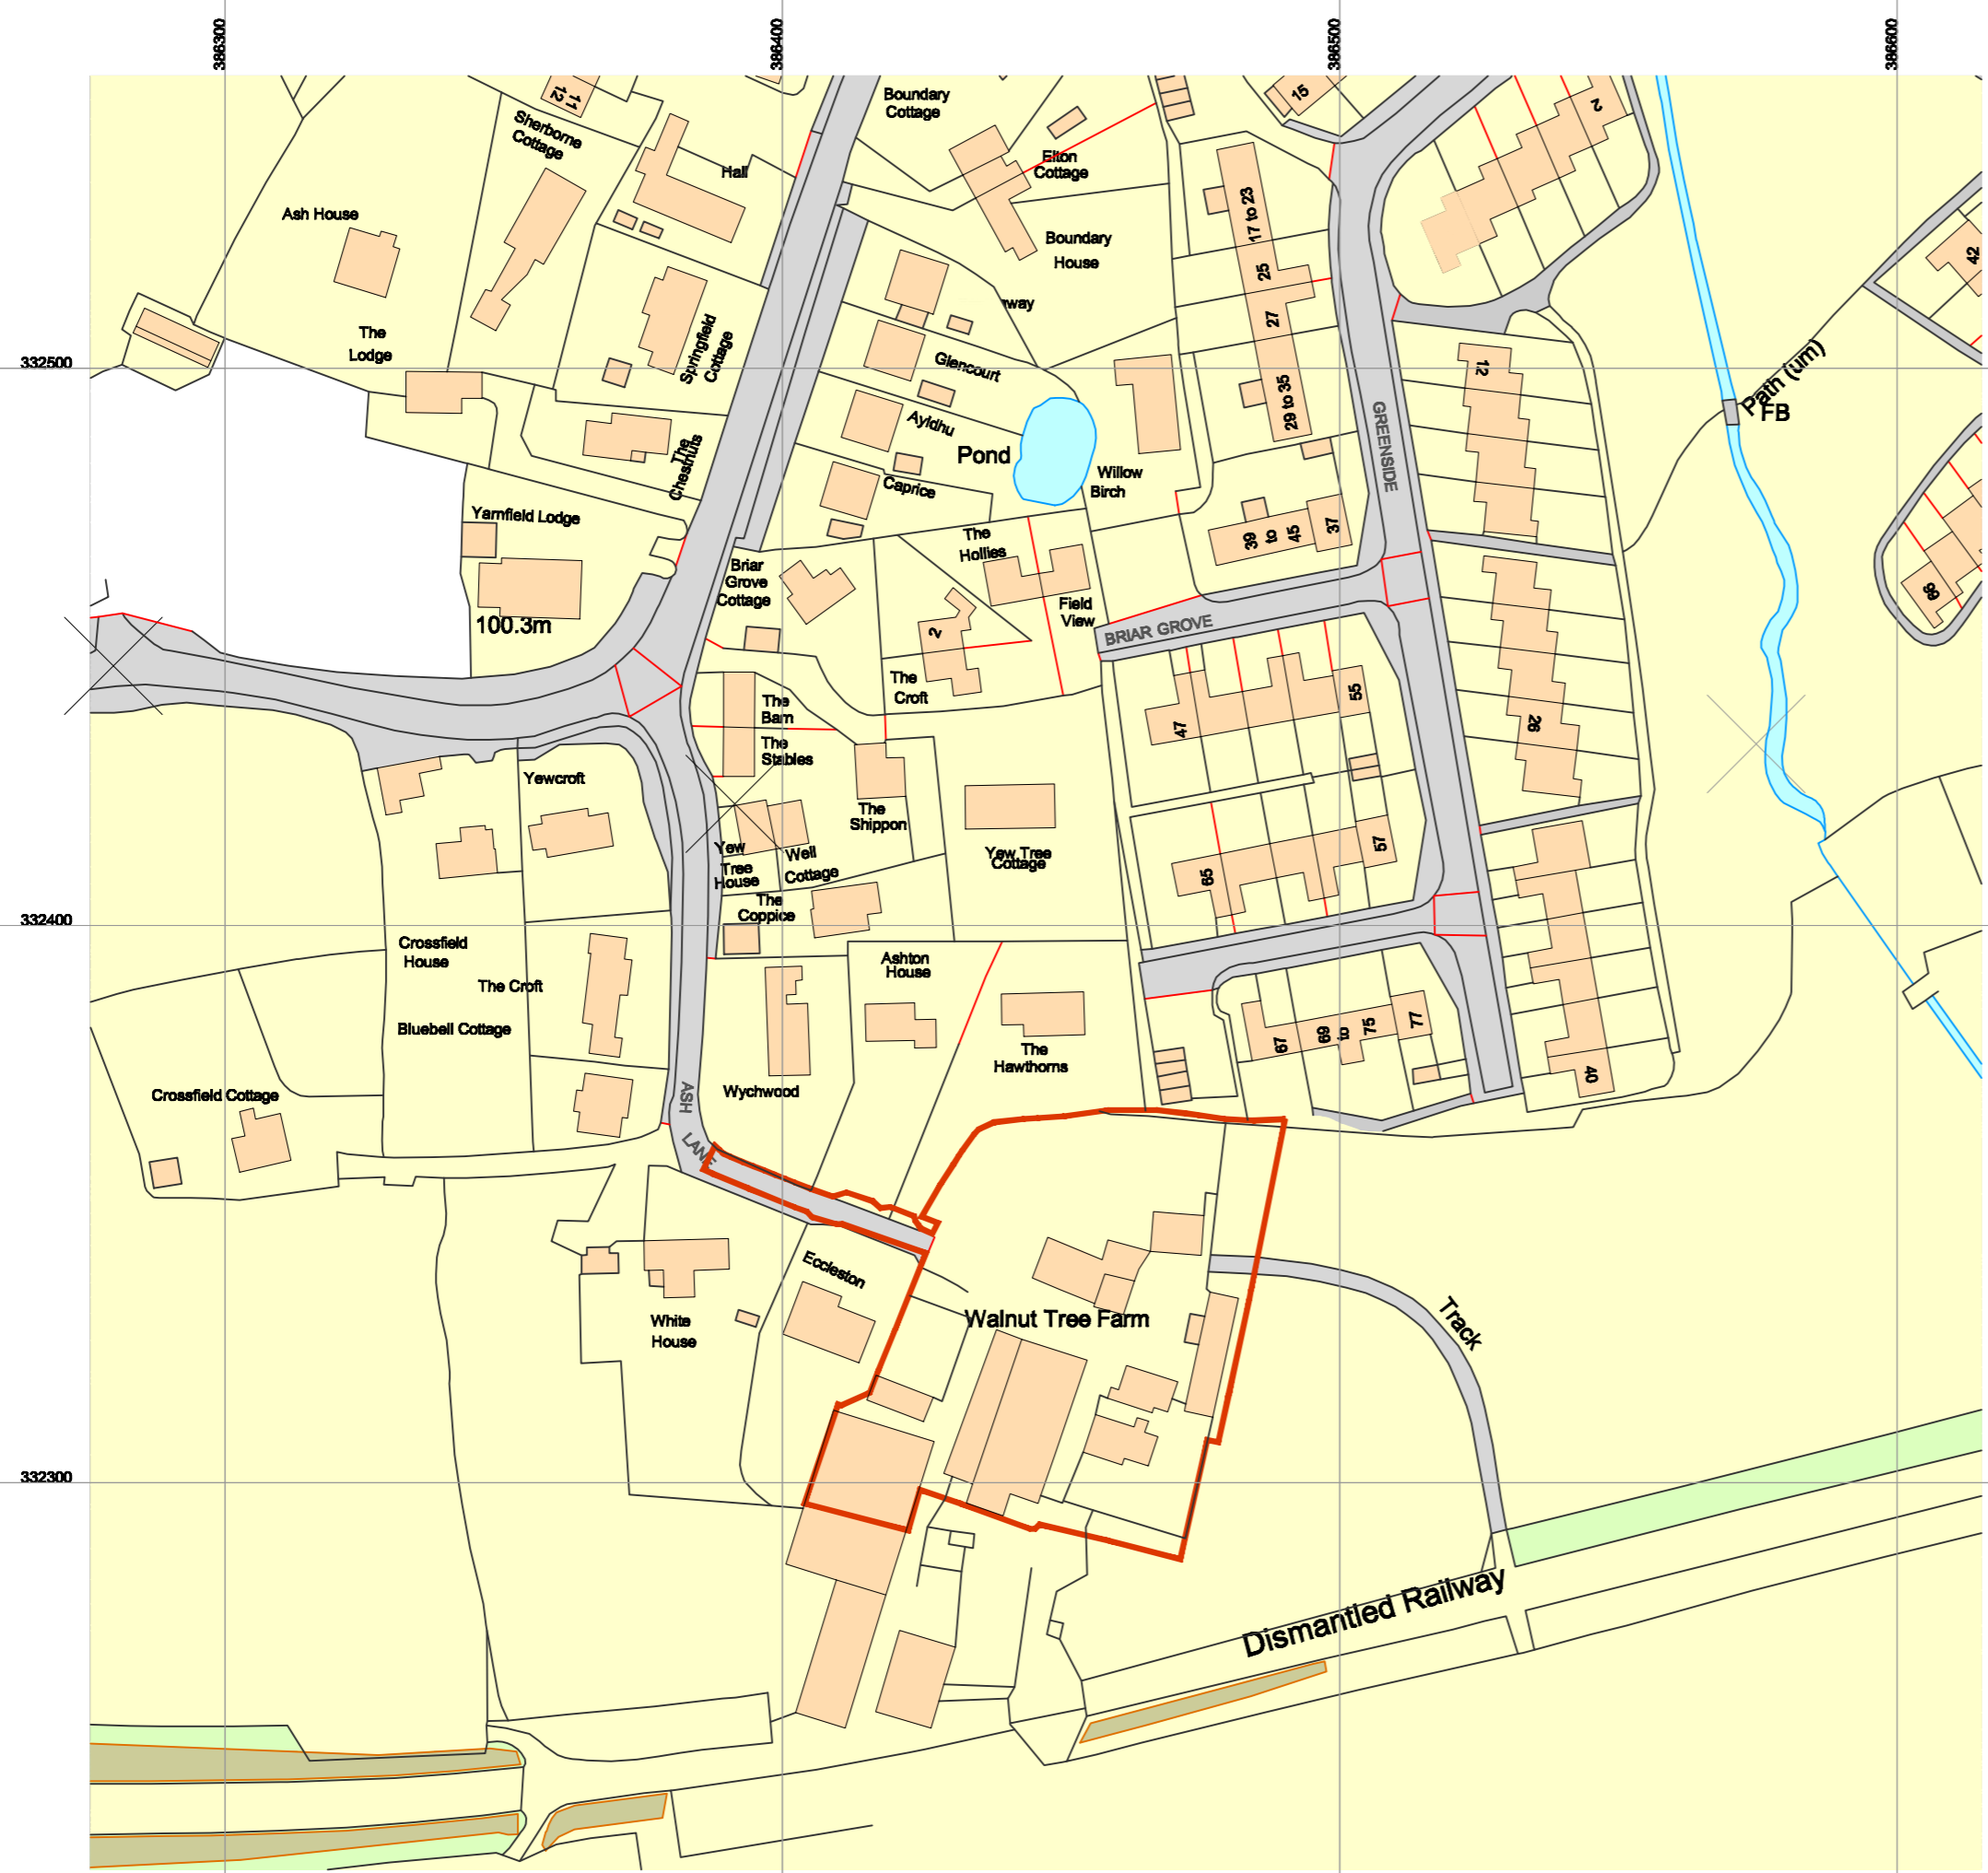 386300
386400
386500
386600
332500
332400
332300
12
11
Sherborne
Cottage
Hall
Ash House
The
Lodge
Springfield
Cottage
The
Chestnuts
Yarnfield Lodge
100.3m
Boundary
Cottage
Elton
Cottage
Boundary
House
way
Glencourt
Ayldhu
Pond
Caprice
Willow
Birch
The
Hollies
Briar
Grove
Cottage
Field
View
2
The
Croft
15
17 to 23
25
27
29 to 35
39
to
45
37
GREENSIDE
BRIAR GROVE
2
12
26
40
42
66
Path (um)
FB
47
55
57
65
67
69
to
75
77
The
Barn
The
Stables
The
Shippon
Yew
Tree
House
Well
Cottage
The
Coppice
Yew Tree
Cottage
Yewcroft
Crossfield
House
The Croft
Bluebell Cottage
Crossfield Cottage
Ashton
House
The
Hawthorns
Wychwood
ASH
LANE
Eccleston
White
House
Walnut Tree Farm
Track
Dismantled Railway